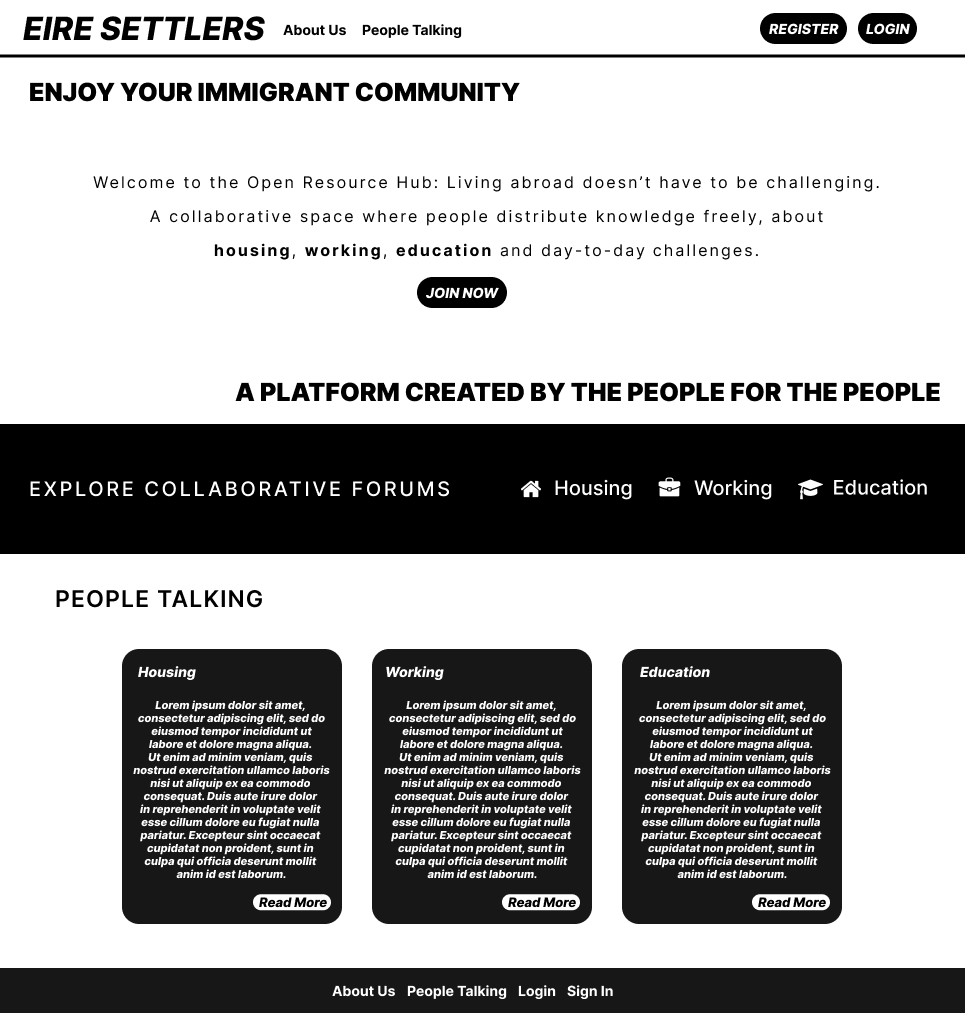 EIRE SETTLERS About Us People Talking REGISTER LOGIN
ENJOY YOUR IMMIGRANT COMMUNITY
Welcome to the Open Resource Hub: Living abroad doesn’t have to be challenging.
A collaborative space where people distribute knowledge freely, about
housing, working, education and day-to-day challenges.
JOIN NOW
A PLATFORM CREATED BY THE PEOPLE FOR THE PEOPLE
EXPLORE COLLABORATIVE FORUMS Housing Working Education
PEOPLE TALKING
Housing
Lorem ipsum dolor sit amet,
consectetur adipiscing elit, sed do
eiusmod tempor incididunt ut
labore et dolore magna aliqua.
Ut enim ad minim veniam, quis
nostrud exercitation ullamco laboris
nisi ut aliquip ex ea commodo
consequat. Duis aute irure dolor
in reprehenderit in voluptate velit
esse cillum dolore eu fugiat nulla
pariatur. Excepteur sint occaecat
cupidatat non proident, sunt in
culpa qui officia deserunt mollit
anim id est laborum.
Read More
Working
Lorem ipsum dolor sit amet,
consectetur adipiscing elit, sed do
eiusmod tempor incididunt ut
labore et dolore magna aliqua.
Ut enim ad minim veniam, quis
nostrud exercitation ullamco laboris
nisi ut aliquip ex ea commodo
consequat. Duis aute irure dolor
in reprehenderit in voluptate velit
esse cillum dolore eu fugiat nulla
pariatur. Excepteur sint occaecat
cupidatat non proident, sunt in
culpa qui officia deserunt mollit
anim id est laborum.
Read More
Education
Lorem ipsum dolor sit amet,
consectetur adipiscing elit, sed do
eiusmod tempor incididunt ut
labore et dolore magna aliqua.
Ut enim ad minim veniam, quis
nostrud exercitation ullamco laboris
nisi ut aliquip ex ea commodo
consequat. Duis aute irure dolor
in reprehenderit in voluptate velit
esse cillum dolore eu fugiat nulla
pariatur. Excepteur sint occaecat
cupidatat non proident, sunt in
culpa qui officia deserunt mollit
anim id est laborum.
Read More
About Us People Talking Login Sign In